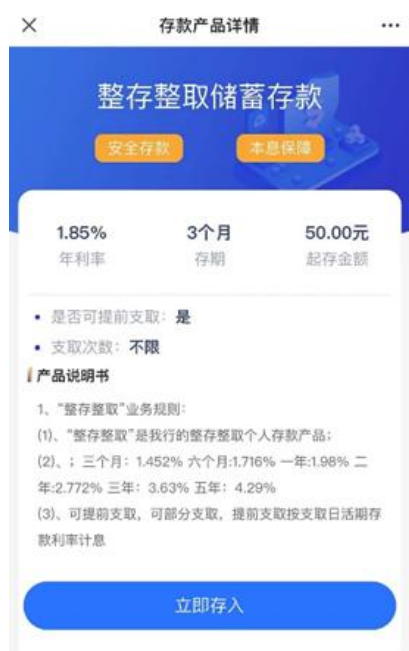 存款产品详情
整存整取储蓄存款
安全存款 本息保障
1.85% 3个月 50.00元
年利率 存期 起存金额
• 是否可提前支取：是
• 支取次数：不限
产品说明书
1、“整存整取”业务规则：
(1)、“整存整取”是我行的整存整取个人存款产品；
(2)、；三个月：1.452% 六个月:1.716% 一年:1.98% 二
年:2.772% 三年：3.63% 五年：4.29%
(3)、可提前支取，可部分支取，提前支取按支取日活期存
款利率计息
立即存入